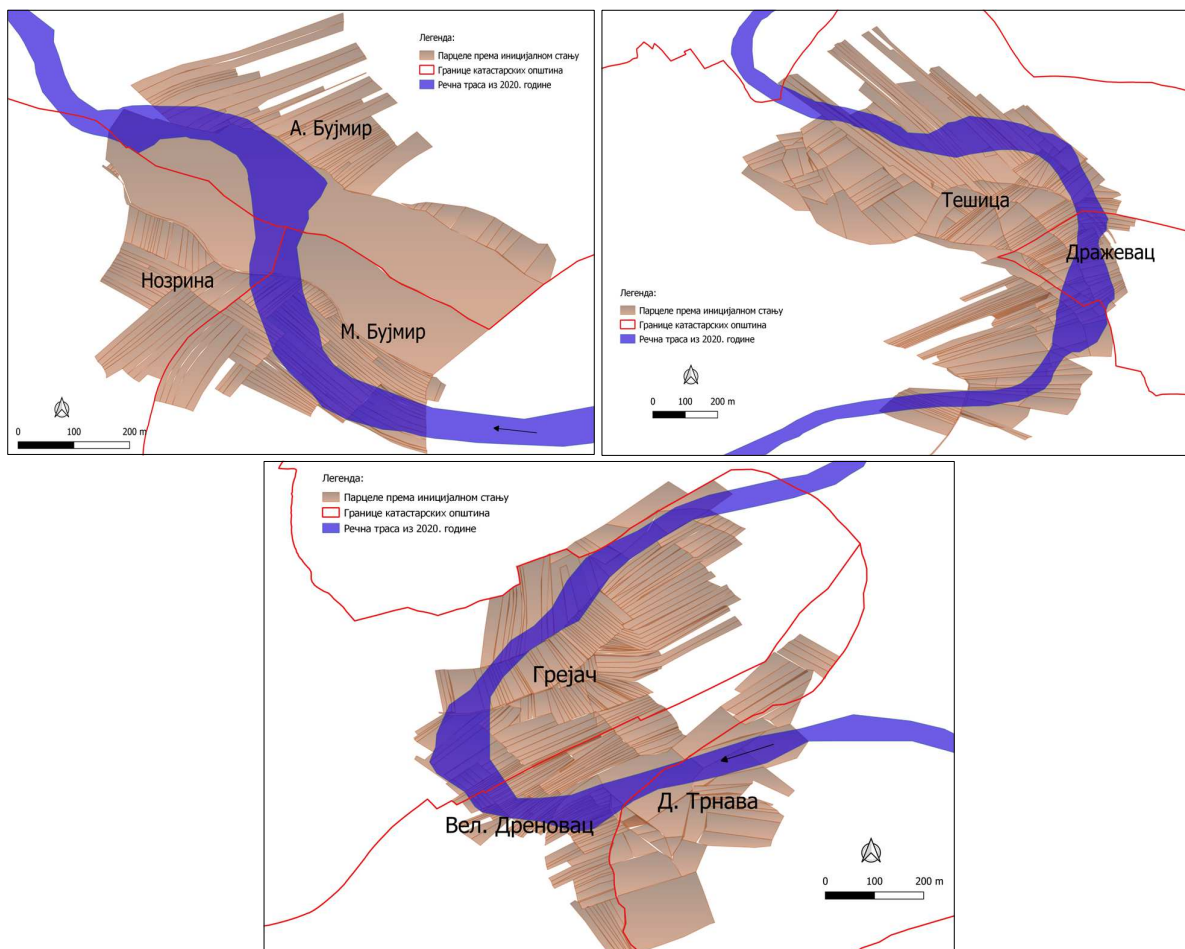 Легенда:
Парцеле према иницијалном стању
Границе катастарских општина
Речна траса из 2020. године
А. Бујмир
Нозрина
М. Бујмир
0 100 200 m
Тешица
Дражевац
Легенда:
Парцеле према иницијалном стању
Границе катастарских општина
Речна траса из 2020. године
0 100 200 m
Легенда:
Парцеле према иницијалном стању
Границе катастарских општина
Речна траса из 2020. године
Грејач
Д. Трнава
Вел. Дреновац
0 100 200 m